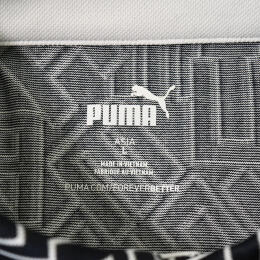 PUMA
ASIA
L
MADE IN VIETNAM
FABRIQUÉ AU VIETNAM
PUMA.COM/FOREVERBETTER